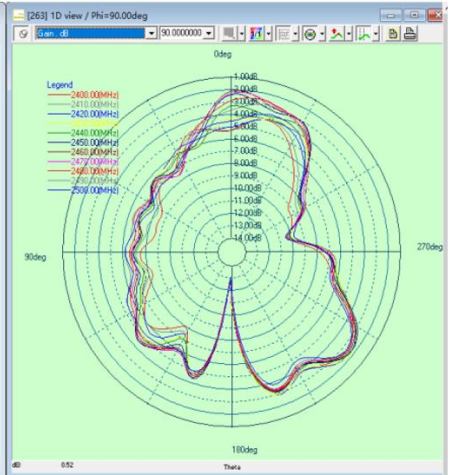 [263] 1D view / Phi=90.00deg
Gain. dB
90.0000000
0deg
1.00dB
2.00dB
3.00dB
4.00dB
5.00dB
6.00dB
7.00dB
8.00dB
9.00dB
10.00dB
11.00dB
12.00dB
13.00dB
14.00dB
Legend
2400.00(MHz)
2410.00(MHz)
2420.00(MHz)
2440.00(MHz)
2450.00(MHz)
2460.00(MHz)
2470.00(MHz)
2480.00(MHz)
2490.00(MHz)
2500.00(MHz)
90deg
270deg
180deg
dB
0.52
Theta